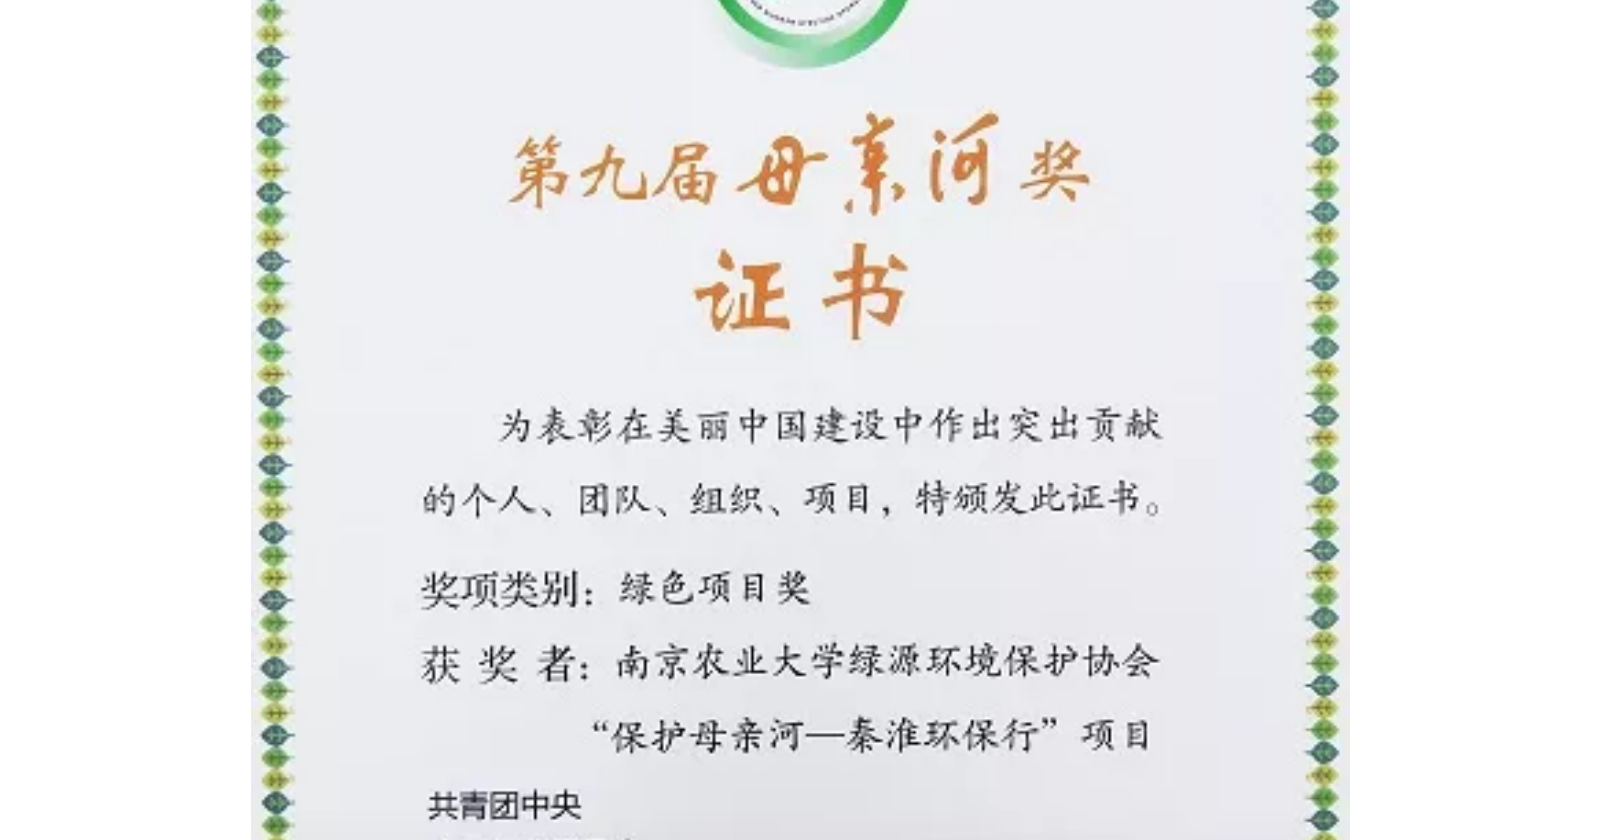 第九届母亲河奖
证书
为表彰在美丽中国建设中作出突出贡献
的个人、团队、组织、项目，特颁发此证书。
奖项类别：绿色项目奖
获奖者：南京农业大学绿源环境保护协会
“保护母亲河—秦淮环保行”项目
共青团中央